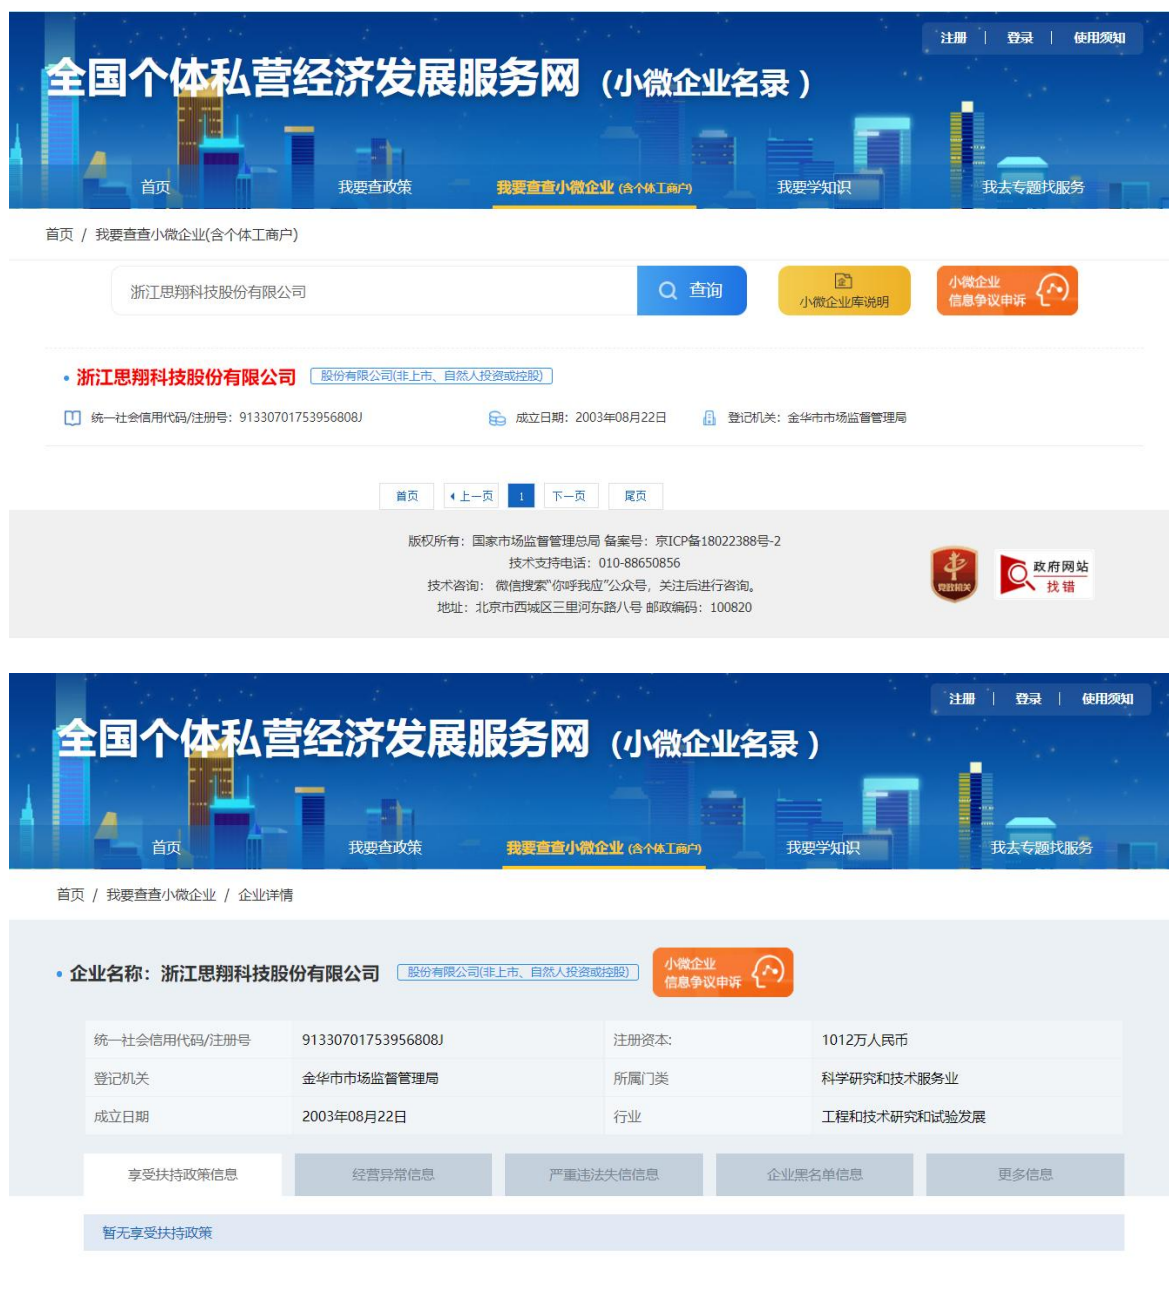 注册 | 登录 | 使用须知
全国个体私营经济发展服务网（小微企业名录）
首页 我要查政策 我要查查小微企业 (含个体工商户) 我要学知识 我去专题找服务
首页 / 我要查查小微企业(含个体工商户)
浙江思翔科技股份有限公司 查询 小微企业库说明 小微企业
信息争议申诉
浙江思翔科技股份有限公司 股份有限公司(非上市、自然人投资或控股)
统一社会信用代码/注册号：91330701753956808J 成立日期：2003年08月22日 登记机关：金华市市场监督管理局
首页 上一页 1 下一页 尾页
版权所有：国家市场监督管理总局 备案号：京ICP备18022388号-2
技术支持电话：010-88650856
技术咨询： 微信搜索“你呼我应”公众号，关注后进行咨询。
地址：北京市西城区三里河东路八号 邮政编码：100820
党政机关
政府网站
找错
注册 | 登录 | 使用须知
全国个体私营经济发展服务网（小微企业名录）
首页 我要查政策 我要查查小微企业 (含个体工商户) 我要学知识 我去专题找服务
首页 / 我要查查小微企业 / 企业详情
企业名称：浙江思翔科技股份有限公司 股份有限公司(非上市、自然人投资或控股) 小微企业
信息争议申诉
统一社会信用代码/注册号 91330701753956808J 注册资本: 1012万人民币
登记机关 金华市市场监督管理局 所属门类 科学研究和技术服务业
成立日期 2003年08月22日 行业 工程和技术研究和试验发展
享受扶持政策信息 经营异常信息 严重违法失信信息 企业黑名单信息 更多信息
暂无享受扶持政策